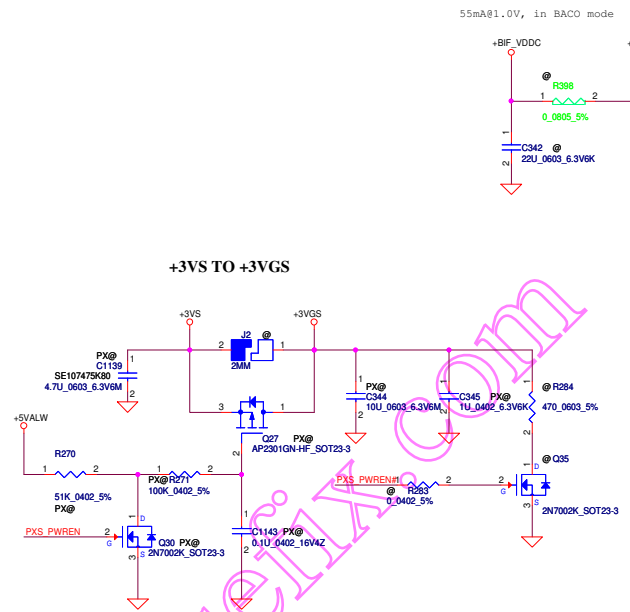 55mA@1.0V, in BACO mode
+BIF_VDDC
+
@
R398
1 2
0_0805_5%
1
C342 @
22U_0603_6.3V6K
2
+3VS TO +3VGS
+3VS +3VGS
J2 @
2 1
2MM
PX@
C1139
SE107475K80
4.7U_0603_6.3V6M
1
2
3 1
2
Q27 PX@
AP2301GN-HF_SOT23-3
1
PX@
C344
10U_0603_6.3V6M
2
1
C345 PX@
1U_0402_6.3V6K
2
1
@ R284
470_0603_5%
2
+5VALW
R270
1 2
51K_0402_5%
PX@
1 2
PX@ R271
100K_0402_5%
PXS_PWREN
2
G
1
D
S
3
Q30 PX@
2N7002K_SOT23-3
1
C1143 PX@
0.1U_0402_16V4Z
2
PXS_PWREN#
1 2
@ R283
0_0402_5%
2
G
1
D
S
3
@ Q35
2N7002K_SOT23-3
efix.com